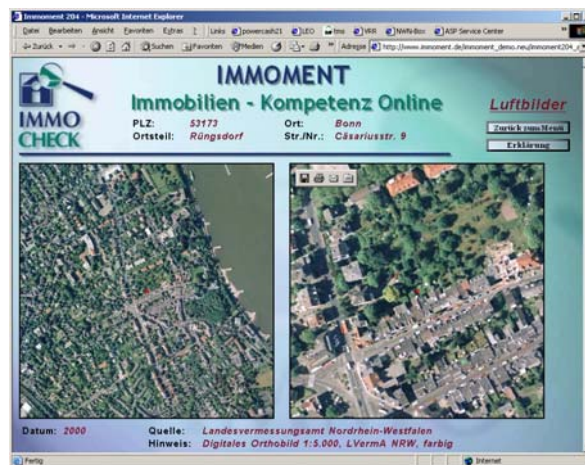 Immoment 204 - Microsoft Internet Explorer
Datei Bearbeiten Ansicht Favoriten Extras ? Links powercash21 LEO tms VRR NWN-Box ASP Service Center
Zurück Suchen Favoriten Medien Adresse http://www.immoment.de/immoment_demo.neu/immoment204_
IMMOMENT
Immobilien - Kompetenz Online
Luftbilder
IMMO
CHECK
PLZ: 53173 Ort: Bonn
Ortsteil: Rüngsdorf Str./Nr.: Cäsariusstr. 9
Zurück zum Menü
Erklärung
Datum: 2000 Quelle: Landesvermessungsamt Nordrhein-Westfalen
Hinweis: Digitales Orthobild 1:5.000, LVermA NRW, farbig
Fertig Internet